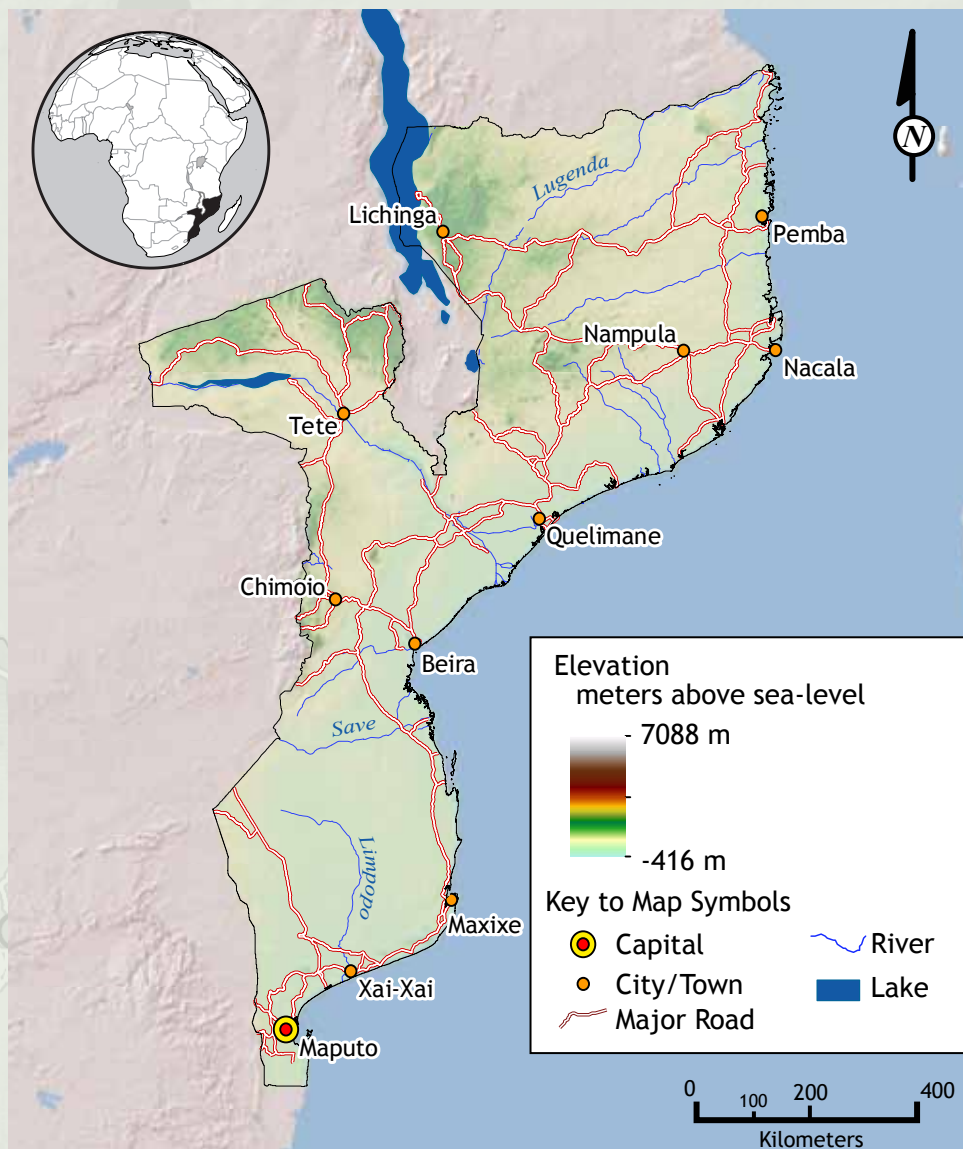 N
Lugenda
Lichinga
Pemba
Nampula
Nacala
Tete
Quelimane
Chimoio
Beira
Save
Limpopo
Maxixe
Xai-Xai
Maputo
Elevation
meters above sea-level
7088 m
-416 m
Key to Map Symbols
Capital
River
City/Town
Lake
Major Road
0 100 200 400
Kilometers